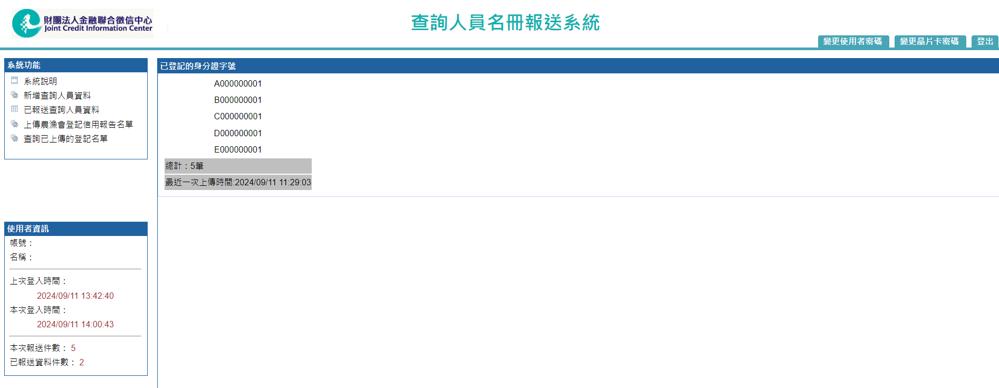 財團法人金融聯合徵信中心
Joint Credit Information Center
查詢人員名冊報送系統
變更使用者密碼 變更晶片卡密碼 登出
系統功能
系統說明
新增查詢人員資料
已報送查詢人員資料
上傳農漁會登記信用報告名單
查詢已上傳的登記名單
使用者資訊
帳號：
名稱：
上次登入時間：
2024/09/11 13:42:40
本次登入時間：
2024/09/11 14:00:43
本次報送件數： 5
已報送資料件數： 2
已登記的身分證字號
A000000001
B000000001
C000000001
D000000001
E000000001
總計：5筆
最近一次上傳時間:2024/09/11 11:29:03